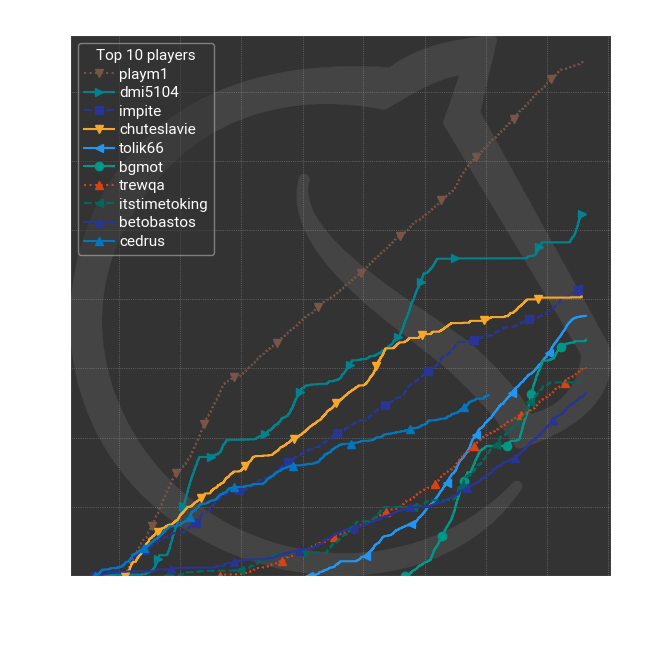 Top 10 players
playm1
dmi5104
impite
chuteslavie
tolik66
bgmot
trewqa
itstimetoking
betobastos
cedrus